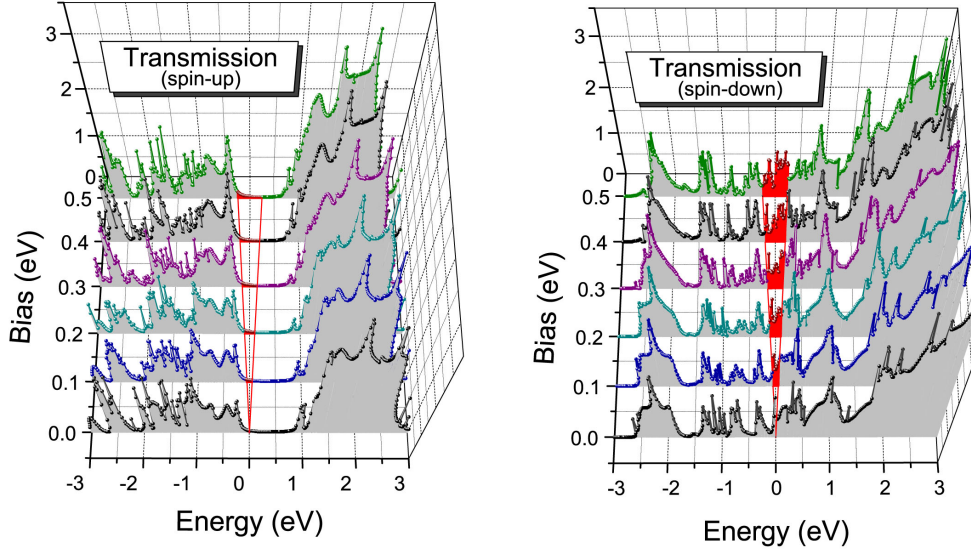 3
2
1
0
Transmission
(spin-up)
0.5
0.4
0.3
0.2
0.1
0.0
Bias (eV)
-3 -2 -1 0 1 2 3
Energy (eV)
3
2
1
0
Transmission
(spin-down)
0.5
0.4
0.3
0.2
0.1
0.0
Bias (eV)
-3 -2 -1 0 1 2 3
Energy (eV)